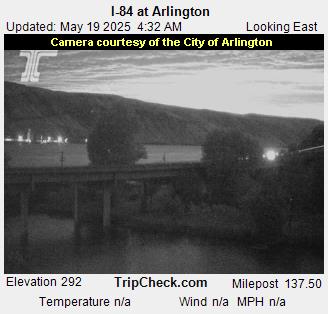 I-84 at Arlington
Updated: May 19 2025 4:32 AM Looking East
Camera courtesy of the City of Arlington
Elevation 292 TripCheck.com Milepost 137.50
Temperature n/a Wind n/a MPH n/a